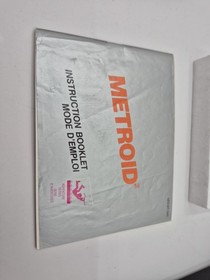 METROID
INSTRUCTION BOOKLET
MODE D'EMPLOI